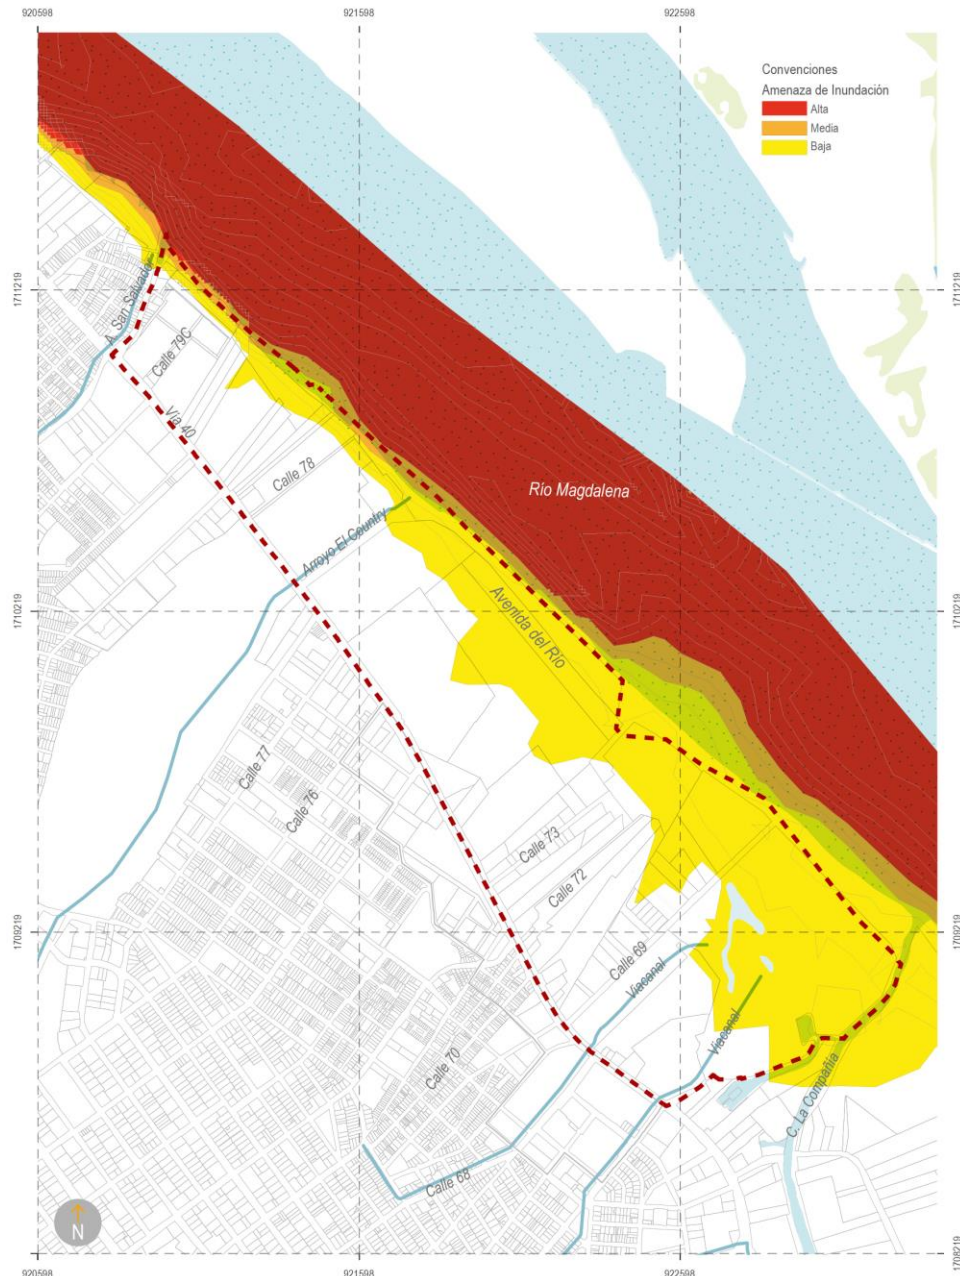 920598
921598
922598
Convenciones
Amenaza de Inundación
Alta
Media
Baja
1711219
1711219
A. San Salvador
Calle 79C
Vía 40
Calle 78
Río Magdalena
Arroyo El Country
Avenida del Río
1710219
1710219
Calle 77
Calle 76
Calle 73
Calle 72
1709219
1709219
Calle 69
Viacanal
Viacanal
Calle 70
C. La Compañía
Calle 68
N
1708219
920598
921598
922598